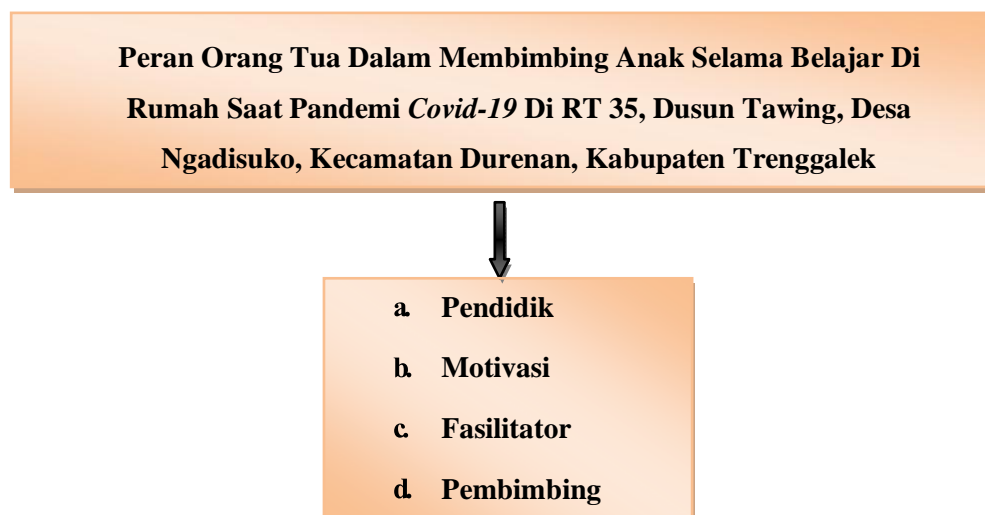 Peran Orang Tua Dalam Membimbing Anak Selama Belajar Di
Rumah Saat Pandemi Covid-19 Di RT 35, Dusun Tawing, Desa
Ngadisuko, Kecamatan Durenan, Kabupaten Trenggalek
a. Pendidik
b. Motivasi
c. Fasilitator
d. Pembimbing